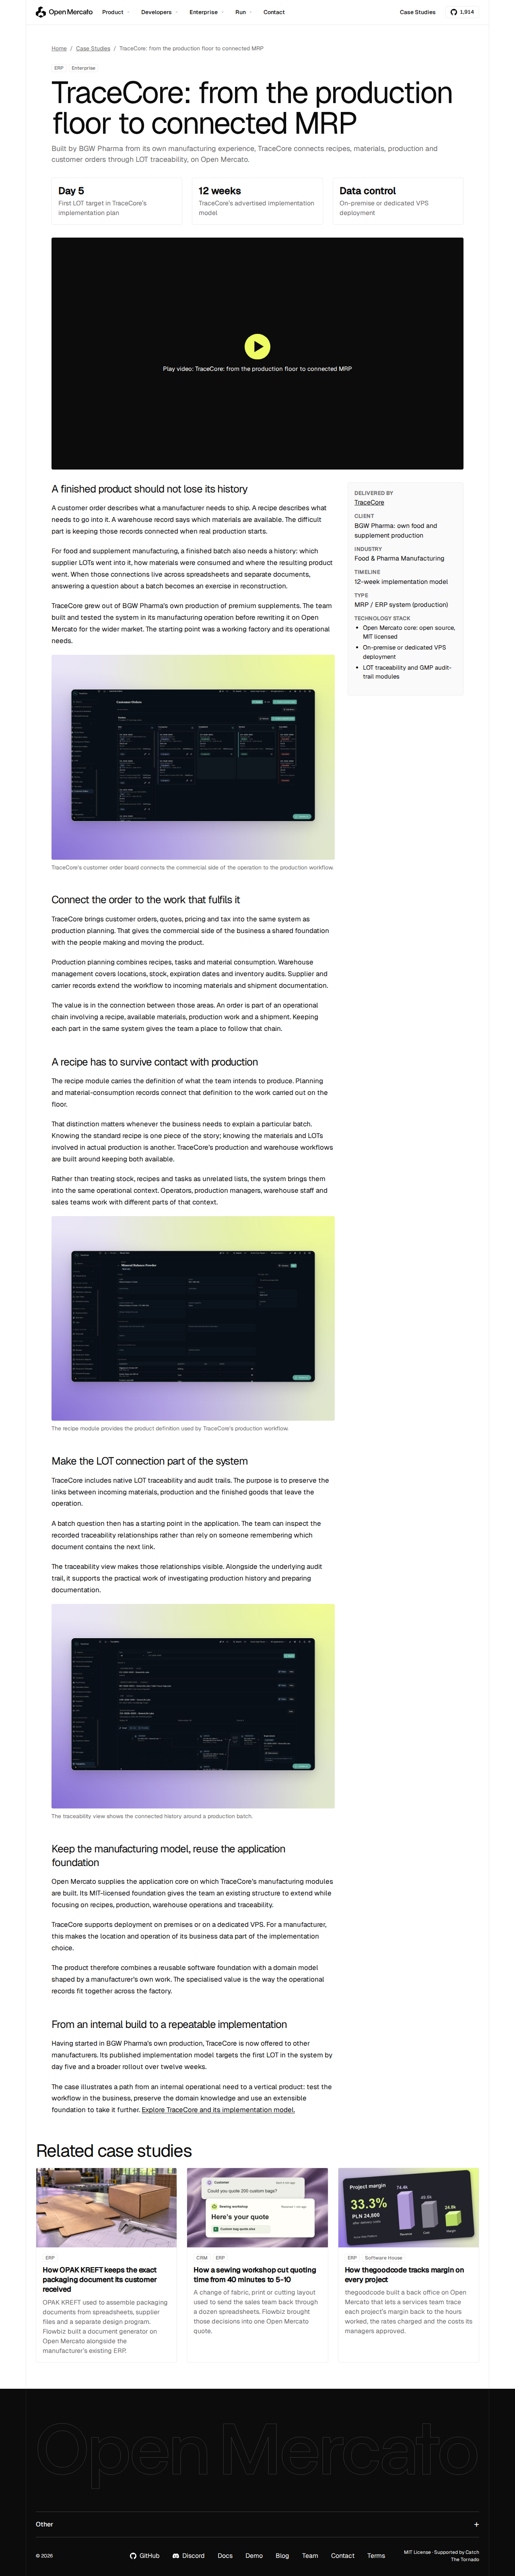 Open Mercato
Product
Developers
Enterprise
Run
Contact
Case Studies
1,914
Home / Case Studies / TraceCore: from the production floor to connected MRP
ERP
Enterprise
TraceCore: from the production
floor to connected MRP
Built by BGW Pharma from its own manufacturing experience, TraceCore connects recipes, materials, production and
customer orders through LOT traceability, on Open Mercato.
Day 5
First LOT target in TraceCore's
implementation plan
12 weeks
TraceCore's advertised implementation
model
Data control
On-premise or dedicated VPS
deployment
Play video: TraceCore: from the production floor to connected MRP
A finished product should not lose its history
A customer order describes what a manufacturer needs to ship. A recipe describes what
needs to go into it. A warehouse record says which materials are available. The difficult
part is keeping those records connected when real production starts.
For food and supplement manufacturing, a finished batch also needs a history: which
supplier LOTs went into it, how materials were consumed and where the resulting product
went. When those connections live across spreadsheets and separate documents,
answering a question about a batch becomes an exercise in reconstruction.
TraceCore grew out of BGW Pharma's own production of premium supplements. The team
built and tested the system in its manufacturing operation before rewriting it on Open
Mercato for the wider market. The starting point was a working factory and its operational
needs.
Customer Orders
TraceCore's customer order board connects the commercial side of the operation to the production workflow.
DELIVERED BY
TraceCore
CLIENT
BGW Pharma: own food and
supplement production
INDUSTRY
Food & Pharma Manufacturing
TIMELINE
12-week implementation model
TYPE
MRP / ERP system (production)
TECHNOLOGY STACK
• Open Mercato core: open source,
MIT licensed
• On-premise or dedicated VPS
deployment
• LOT traceability and GMP audit-
trail modules
Connect the order to the work that fulfils it
TraceCore brings customer orders, quotes, pricing and tax into the same system as
production planning. That gives the commercial side of the business a shared foundation
with the people making and moving the product.
Production planning combines recipes, tasks and material consumption. Warehouse
management covers locations, stock, expiration dates and inventory audits. Supplier and
carrier records extend the workflow to incoming materials and shipment documentation.
The value is in the connection between those areas. An order is part of an operational
chain involving a recipe, available materials, production work and a shipment. Keeping
each part in the same system gives the team a place to follow that chain.
A recipe has to survive contact with production
The recipe module carries the definition of what the team intends to produce. Planning
and material-consumption records connect that definition to the work carried out on the
floor.
That distinction matters whenever the business needs to explain a particular batch.
Knowing the standard recipe is one piece of the story; knowing the materials and LOTs
involved in actual production is another. TraceCore's production and warehouse workflows
are built around keeping both available.
Rather than treating stock, recipes and tasks as unrelated lists, the system brings them
into the same operational context. Operators, production managers, warehouse staff and
sales teams work with different parts of that context.
Mineral Balance Powder
The recipe module provides the product definition used by TraceCore's production workflow.
Make the LOT connection part of the system
TraceCore includes native LOT traceability and audit trails. The purpose is to preserve the
links between incoming materials, production and the finished goods that leave the
operation.
A batch question then has a starting point in the application. The team can inspect the
recorded traceability relationships rather than rely on someone remembering which
document contains the next link.
The traceability view makes those relationships visible. Alongside the underlying audit
trail, it supports the practical work of investigating production history and preparing
documentation.
The traceability view shows the connected history around a production batch.
Keep the manufacturing model, reuse the application
foundation
Open Mercato supplies the application core on which TraceCore's manufacturing modules
are built. Its MIT-licensed foundation gives the team an existing structure to extend while
focusing on recipes, production, warehouse operations and traceability.
TraceCore supports deployment on premises or on a dedicated VPS. For a manufacturer,
this makes the location and operation of its business data part of the implementation
choice.
The product therefore combines a reusable software foundation with a domain model
shaped by a manufacturer's own work. The specialised value is in the way the operational
records fit together across the factory.
From an internal build to a repeatable implementation
Having started in BGW Pharma's own production, TraceCore is now offered to other
manufacturers. Its published implementation model targets the first LOT in the system by
day five and a broader rollout over twelve weeks.
The case illustrates a path from an internal operational need to a vertical product: test the
workflow in the business, preserve the domain knowledge and use an extensible
foundation to take it further. Explore TraceCore and its implementation model.
Related case studies
ERP
How OPAK KREFT keeps the exact
packaging document its customer
received
OPAK KREFT used to assemble packaging
documents from spreadsheets, supplier
files and a separate design program.
Flowbiz built a document generator on
Open Mercato alongside the
manufacturer's existing ERP.
Customer
Could you quote 200 custom bags?
Sewing workshop
Here's your quote
Custom bag quote.xlsx
CRM
ERP
How a sewing workshop cut quoting
time from 40 minutes to 5–10
A change of fabric, print or cutting layout
used to send the sales team back through
a dozen spreadsheets. Flowbiz brought
those decisions into one Open Mercato
quote.
Project margin
33.3%
PLN 24,800
ERP
Software House
How thegoodcode tracks margin on
every project
thegoodcode built a back office on Open
Mercato that lets a services team trace
each project's margin back to the hours
worked, the rates charged and the costs its
managers approved.
Open Mercato
Other
+
© 2026
GitHub
Discord
Docs
Demo
Blog
Team
Contact
Terms
MIT License · Supported by Catch
The Tornado